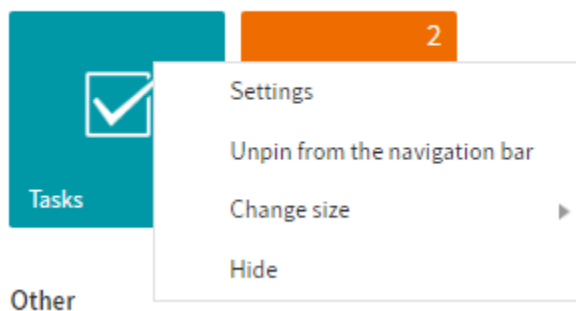 2
Settings
Unpin from the navigation bar
Tasks
Change size
Hide
Other